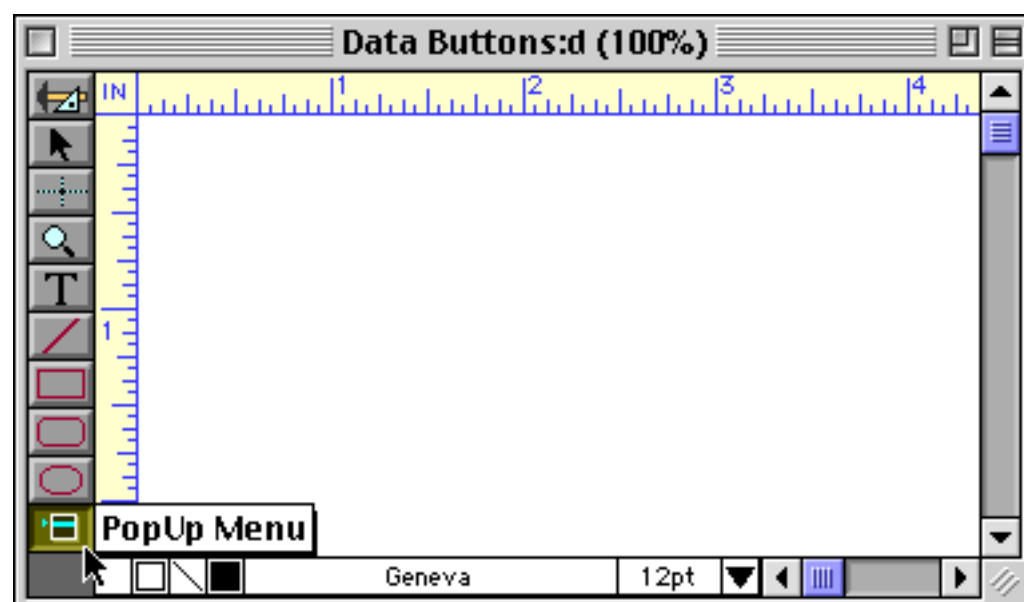 Data Buttons:d (100%)
IN 1 2 3 4
T
1
PopUp Menu
Geneva 12pt